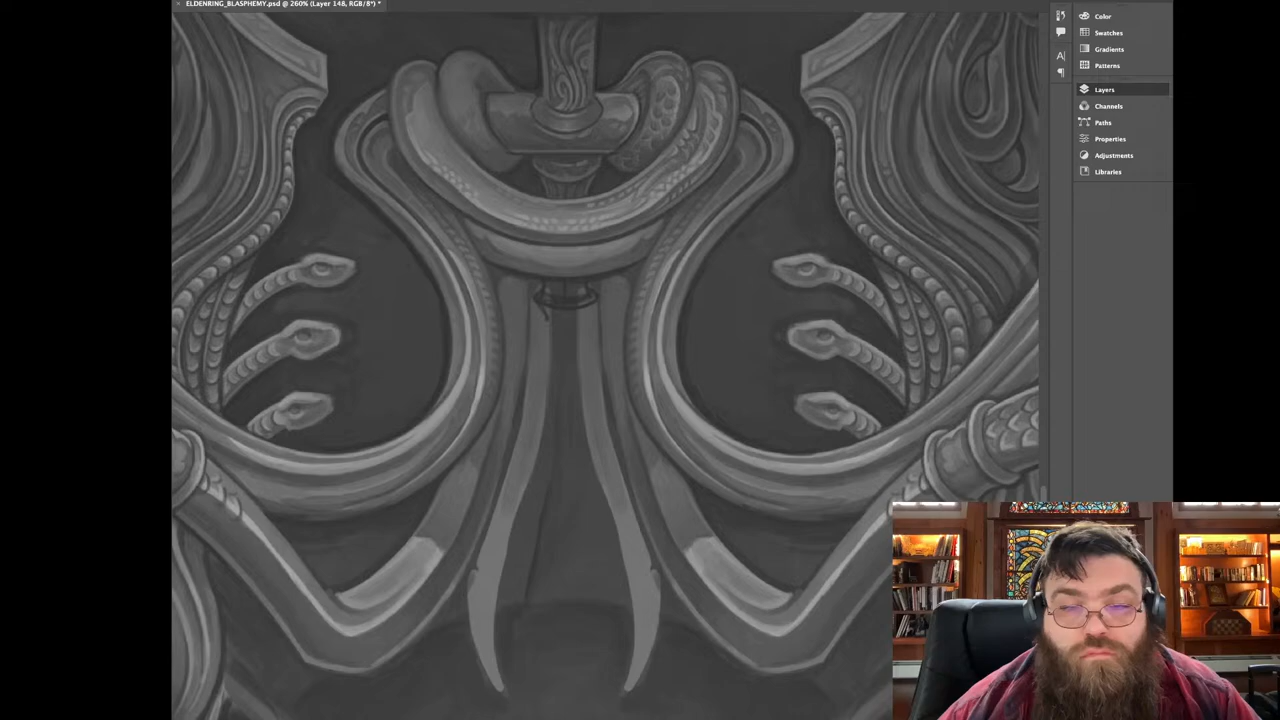 ELDENRING_BLASPHEMY.psd @ 260% (Layer 148, RGB/8*) *
Color
Swatches
Gradients
Patterns
Layers
Channels
Paths
Properties
Adjustments
Libraries